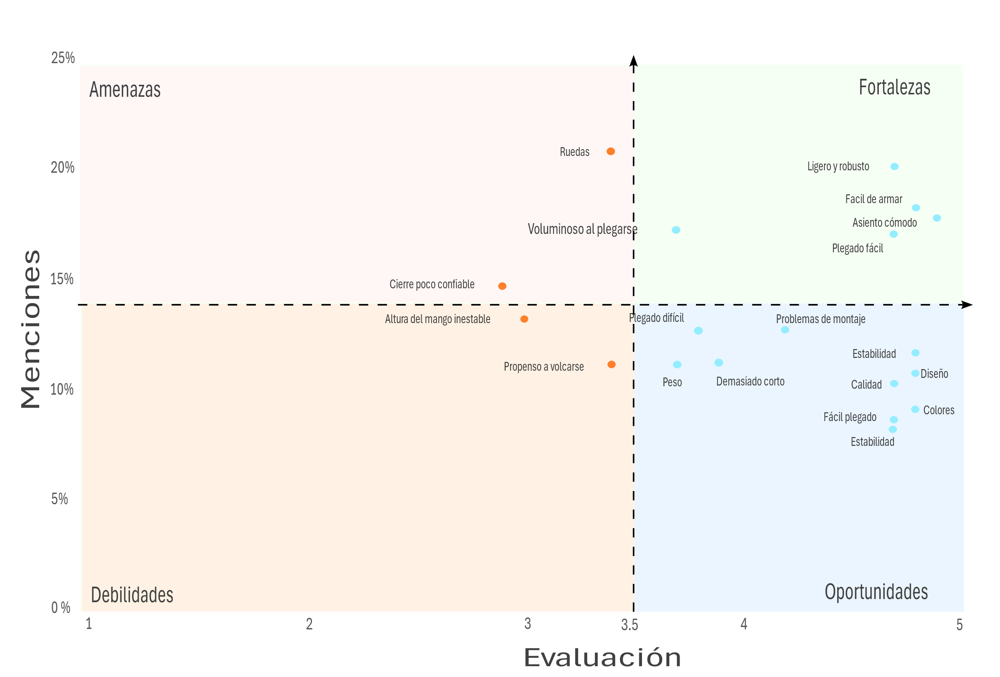 25%
Amenazas
Fortalezas
Ruedas
20%
Ligero y robusto
Facil de armar
Asiento cómodo
Voluminoso al plegarse
Plegado fácil
Menciones
15%
Cierre poco confiable
Altura del mango inestable
Plegado difícil
Problemas de montaje
Estabilidad
Propenso a volcarse
Diseño
Peso
Demasiado corto
Calidad
10%
Colores
Fácil plegado
Estabilidad
5%
Debilidades
Oportunidades
0 %
1
2
3
3.5
4
5
Evaluación